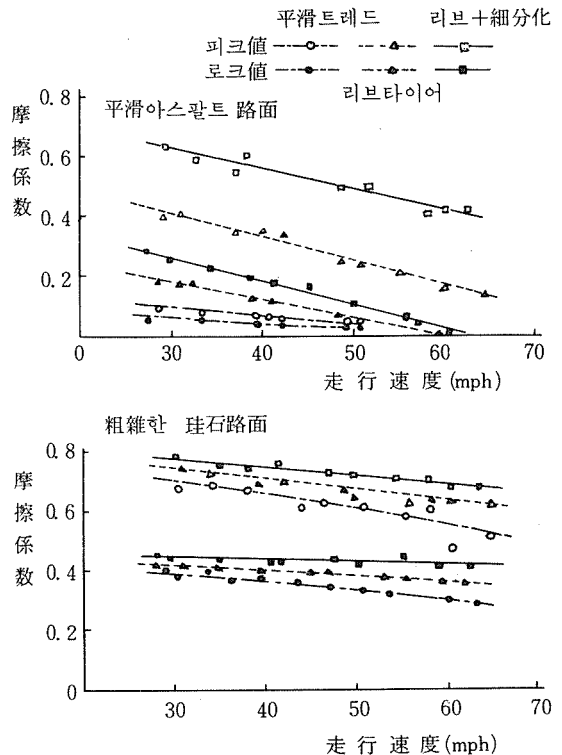 平滑트레드 리브+細分化
피크値
로크値
리브타이어
平滑아스팔트 路面
摩擦係数
0.8
0.6
0.4
0.2
0 30 40 50 60 70
走行速度(mph)
粗雜한 珪石路面
摩擦係数
0.8
0.6
0.4
0.2
0
30 40 50 60 70
走行速度(mph)